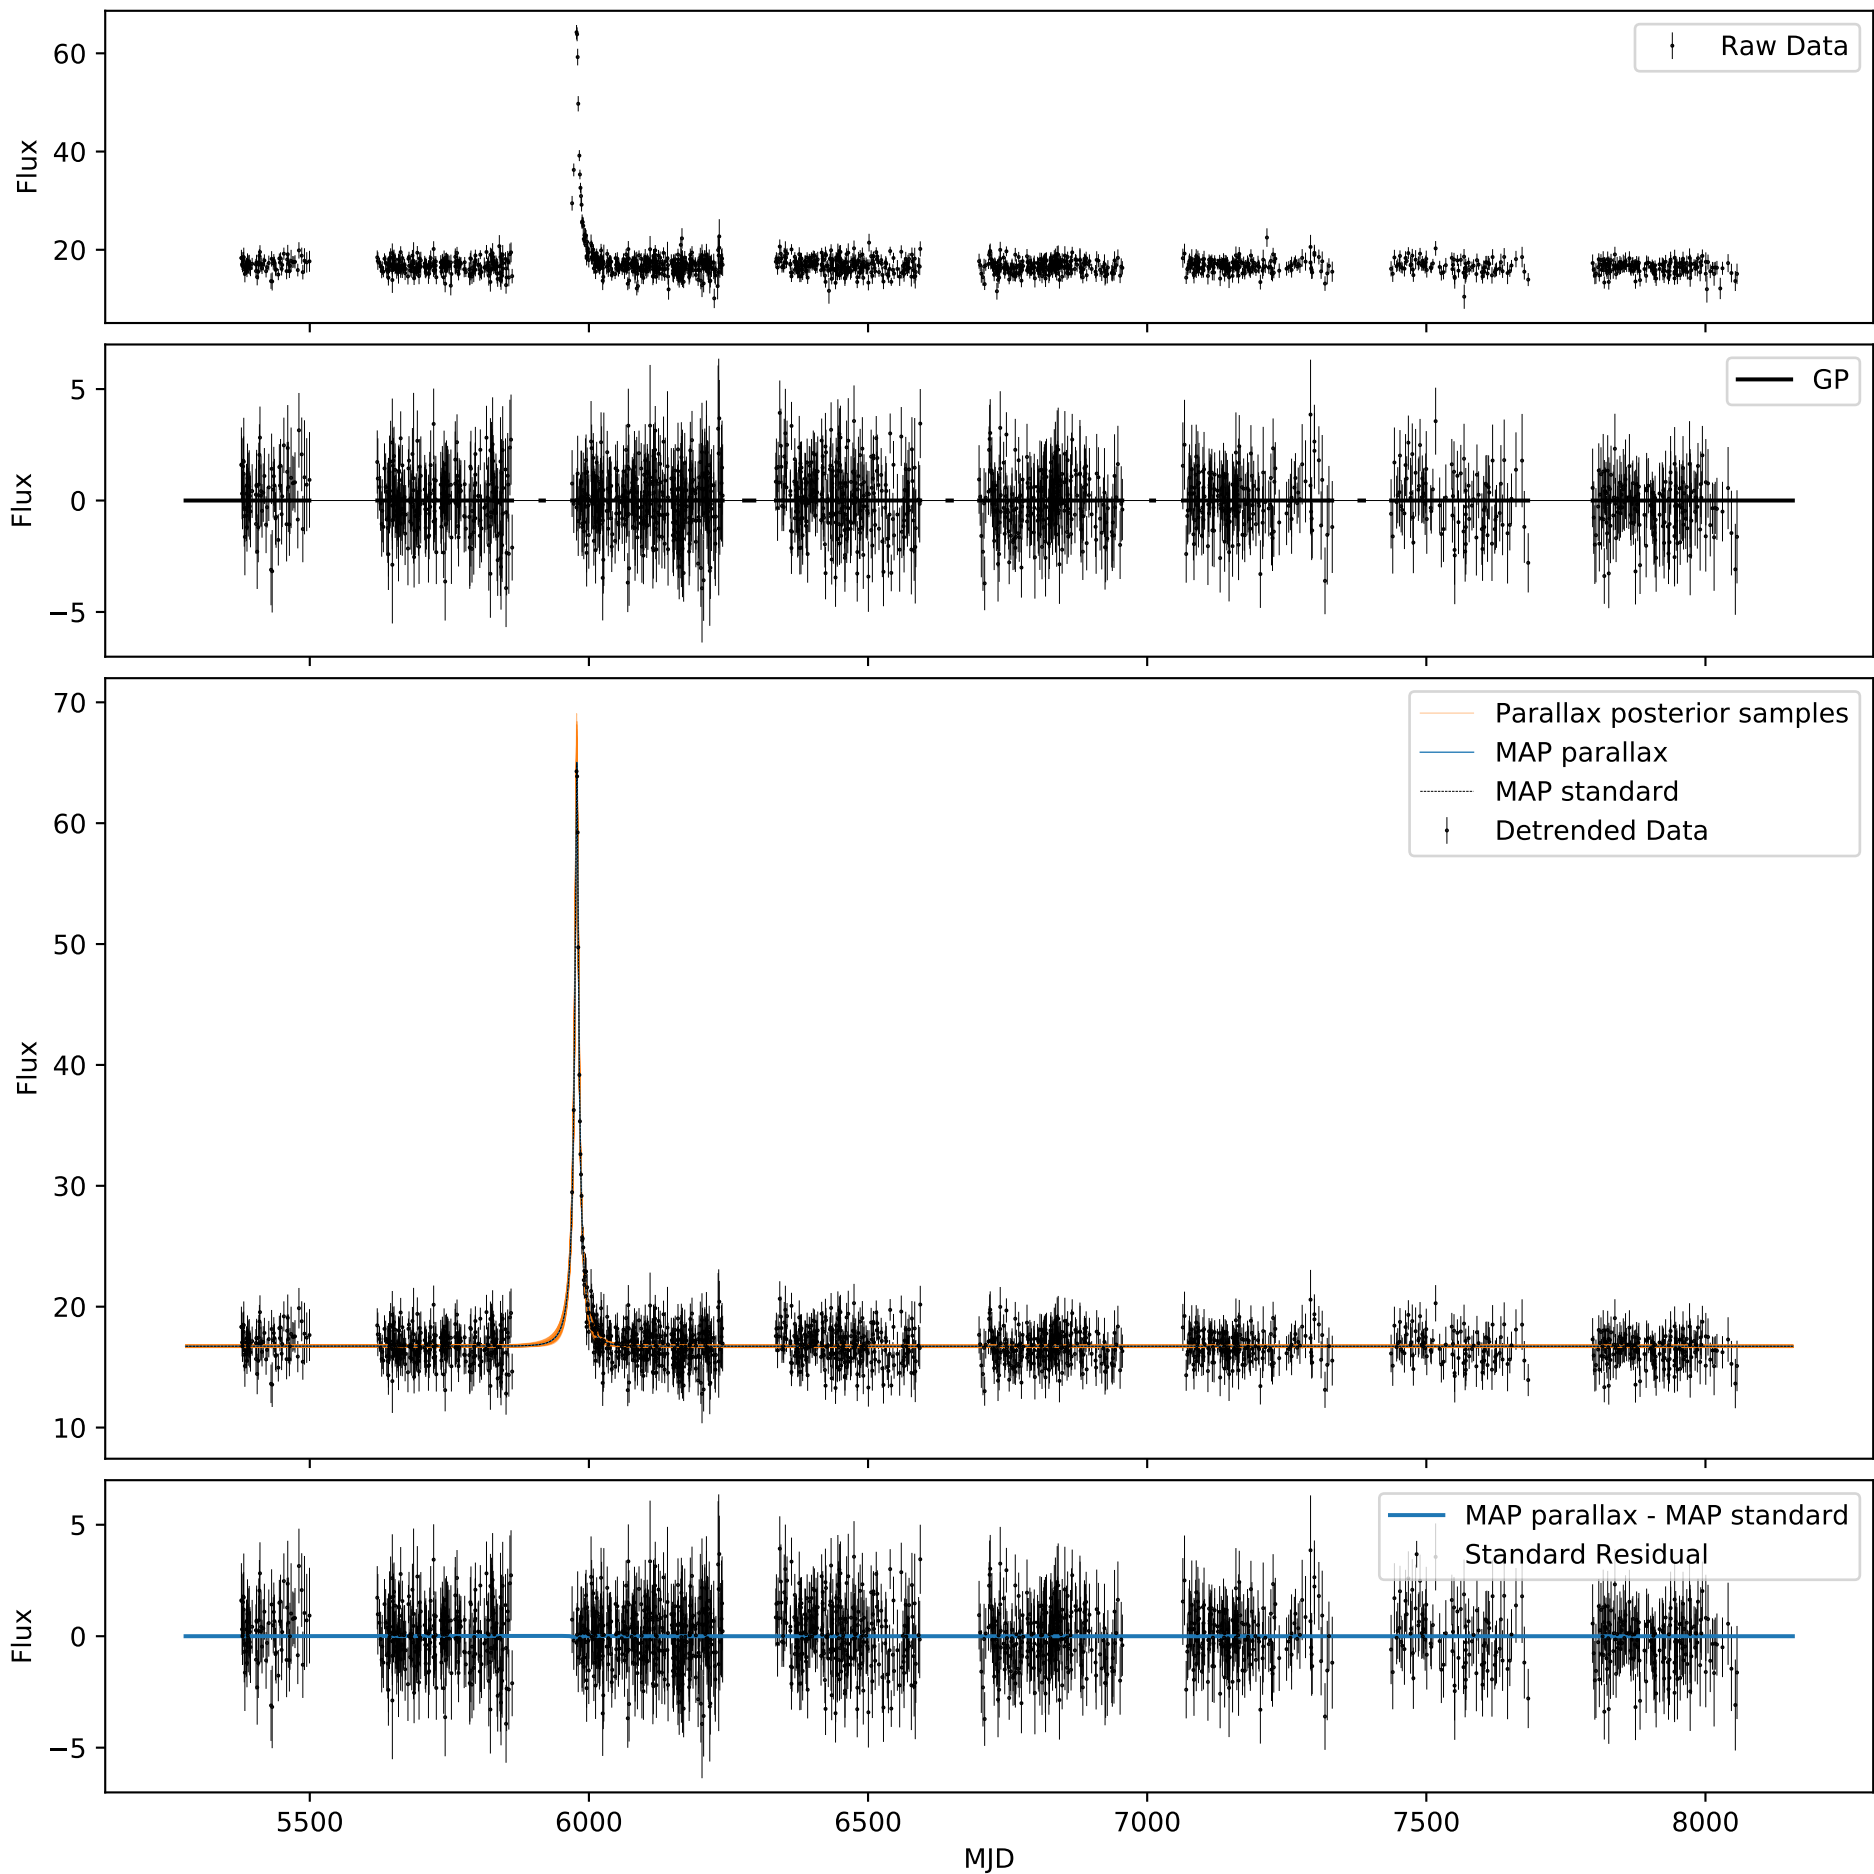 60
40
20
Flux
Raw Data
5
0
−5
Flux
GP
70
60
50
40
30
20
10
Flux
Parallax posterior samples
MAP parallax
MAP standard
Detrended Data
5
0
−5
Flux
MAP parallax - MAP standard
Standard Residual
5500 6000 6500 7000 7500 8000
MJD